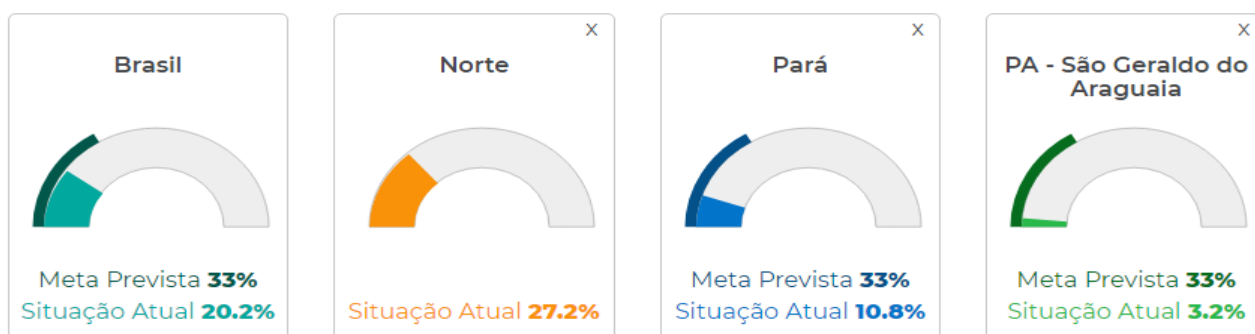 Brasil
Meta Prevista 33%
Situação Atual 20.2%
X
Norte
Situação Atual 27.2%
X
Pará
Meta Prevista 33%
Situação Atual 10.8%
X
PA - São Geraldo do
Araguaia
Meta Prevista 33%
Situação Atual 3.2%